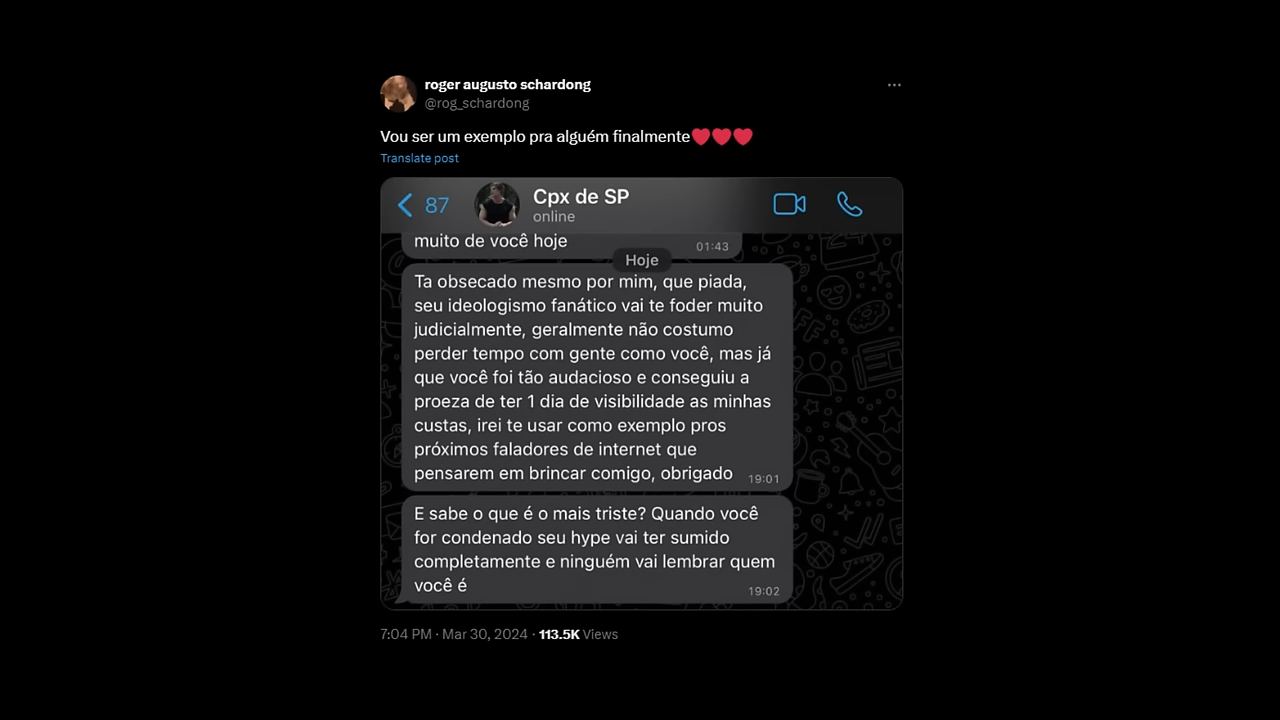 roger augusto schardong
@rog_schardong
Vou ser um exemplo pra alguém finalmente❤️❤️❤️
Translate post
87
Cpx de SP
online
muito de você hoje
01:43
Hoje
Ta obsecado mesmo por mim, que piada,
seu ideologismo fanático vai te foder muito
judicialmente, geralmente não costumo
perder tempo com gente como você, mas já
que você foi tão audacioso e conseguiu a
proeza de ter 1 dia de visibilidade as minhas
custas, irei te usar como exemplo pros
próximos faladores de internet que
pensarem em brincar comigo, obrigado 19:01
E sabe o que é o mais triste? Quando você
for condenado seu hype vai ter sumido
completamente e ninguém vai lembrar quem
você é 19:02
7:04 PM · Mar 30, 2024 · 113.5K Views